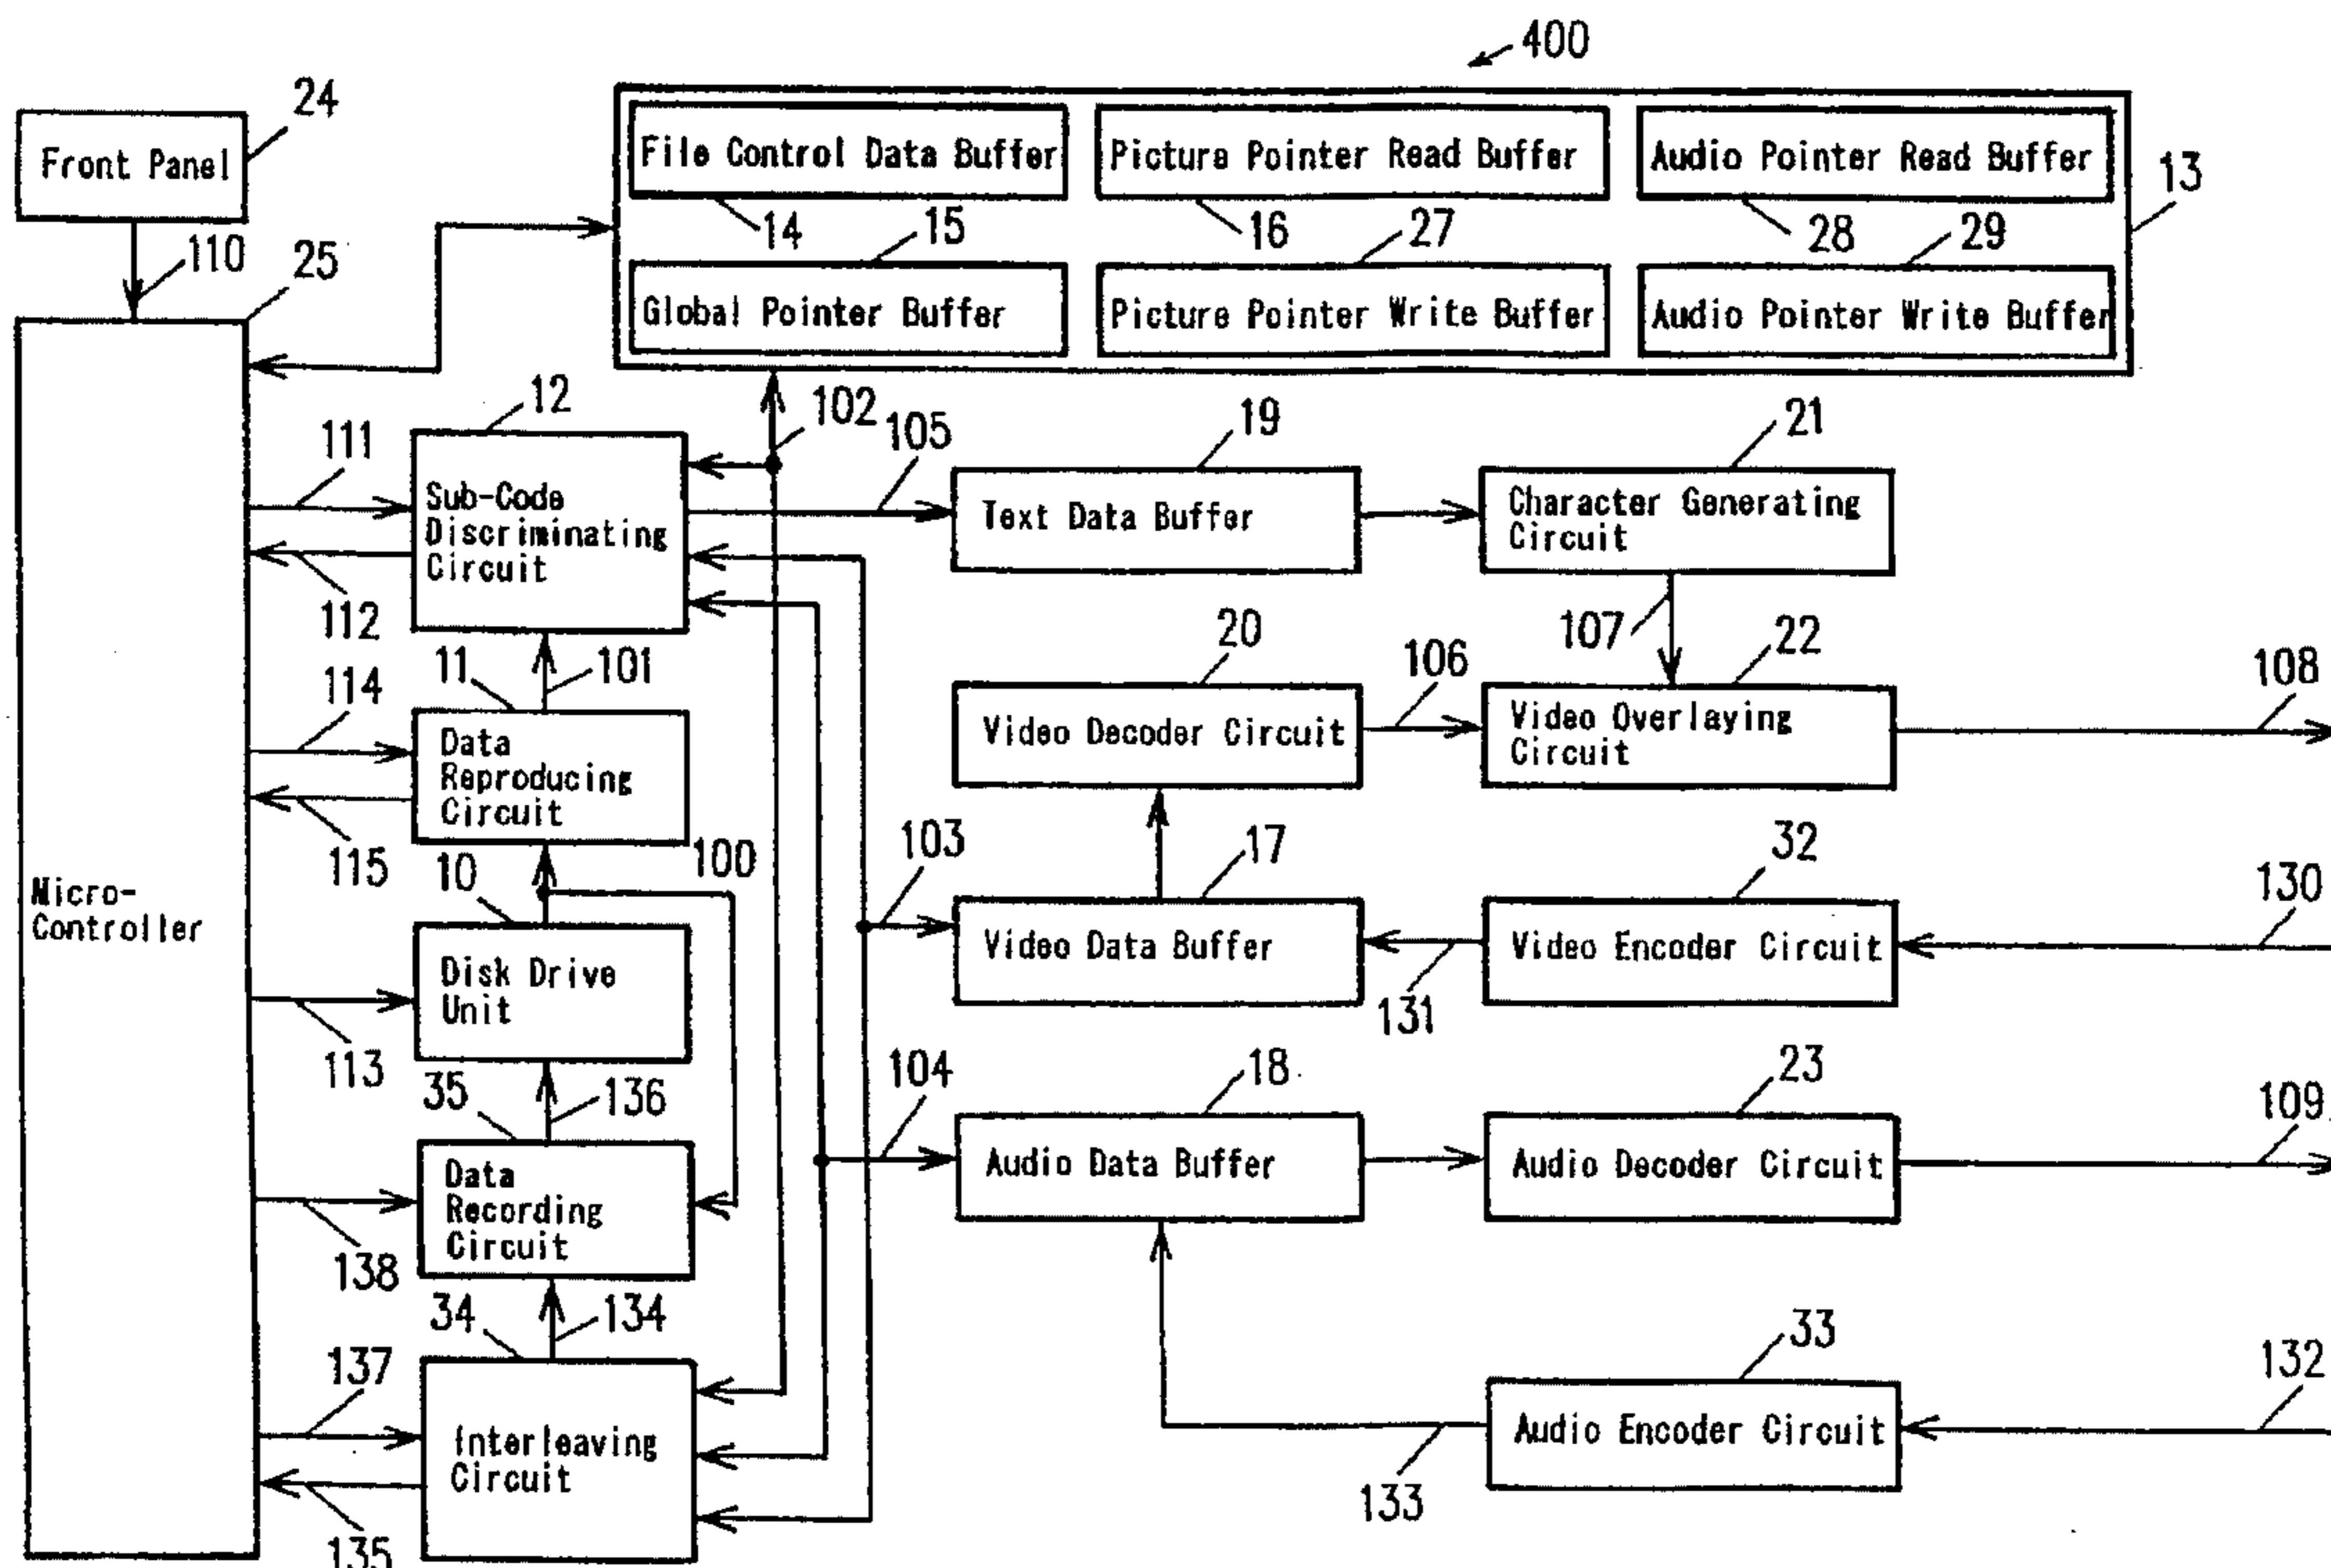 400
24
Front Panel
File Control Data Buffer
Picture Pointer Read Buffer
Audio Pointer Read Buffer
13
14
15
16
27
28
29
110
25
Global Pointer Buffer
Picture Pointer Write Buffer
Audio Pointer Write Buffer
12
102
105
19
21
111
Sub-Code
Discriminating
Circuit
Text Data Buffer
Character Generating
Circuit
112
107
11
101
20
106
22
108
114
Data
Reproducing
Circuit
Video Decoder Circuit
Video Overlaying
Circuit
115
10
100
103
17
32
130
Micro-
Controller
Disk Drive
Unit
Video Data Buffer
Video Encoder Circuit
131
113
35
136
104
18
23
109
Data
Recording
Circuit
Audio Data Buffer
Audio Decoder Circuit
138
34
134
33
132
137
Interleaving
Circuit
Audio Encoder Circuit
133
135